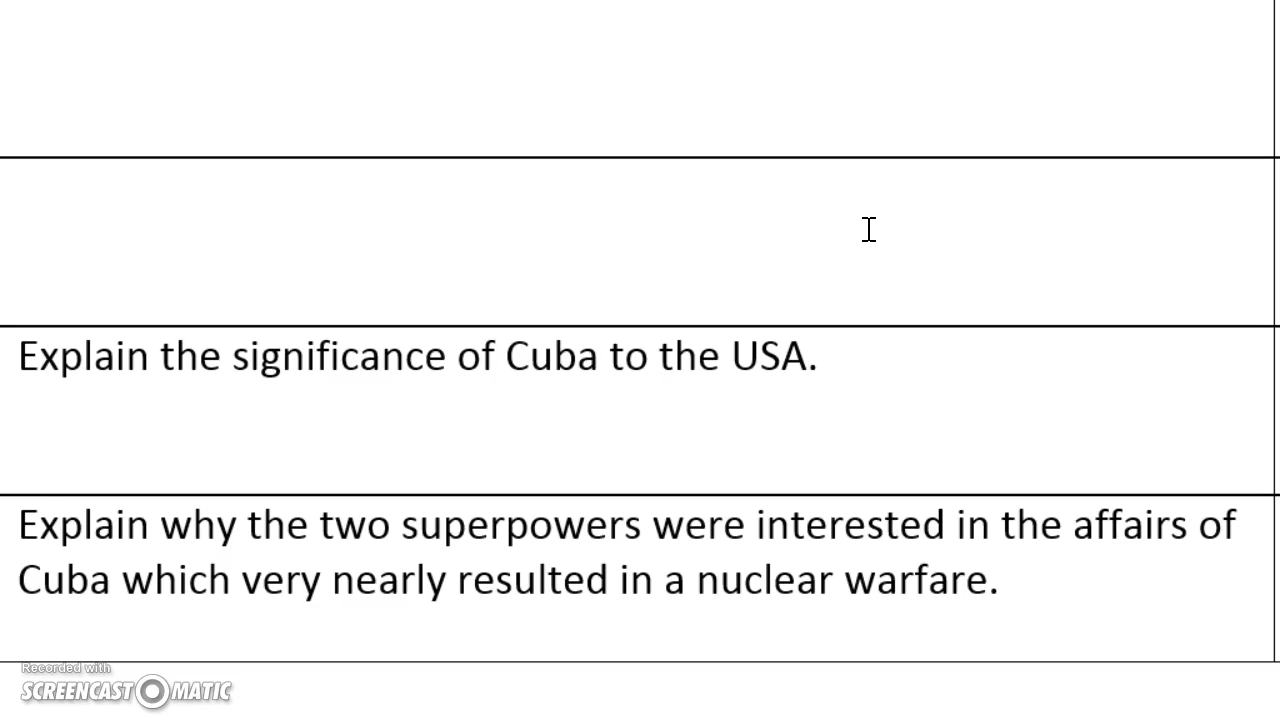 Explain the significance of Cuba to the USA.
Explain why the two superpowers were interested in the affairs of
Cuba which very nearly resulted in a nuclear warfare.
Recorded with
SCREENCAST MATIC